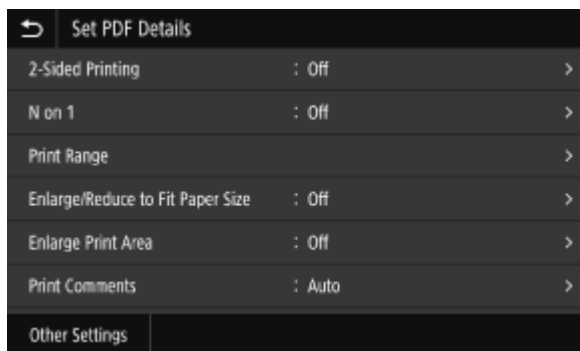 Set PDF Details
2-Sided Printing : Off
N on 1 : Off
Print Range
Enlarge/Reduce to Fit Paper Size : Off
Enlarge Print Area : Off
Print Comments : Auto
Other Settings